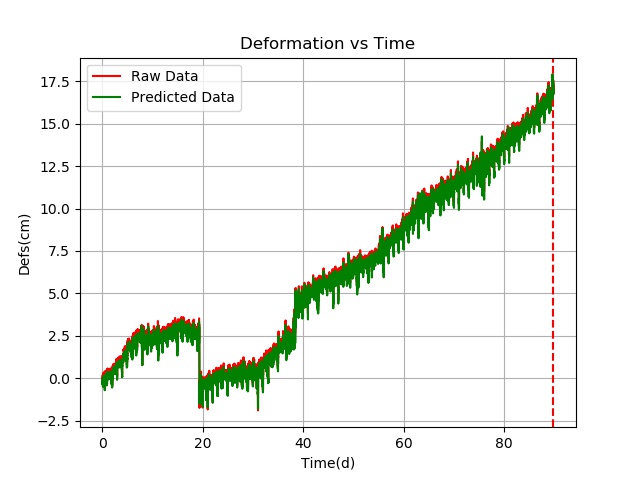 Deformation vs Time
Raw Data
Predicted Data
17.5
15.0
12.5
10.0
7.5
5.0
2.5
0.0
−2.5
Defs(cm)
0 20 40 60 80
Time(d)